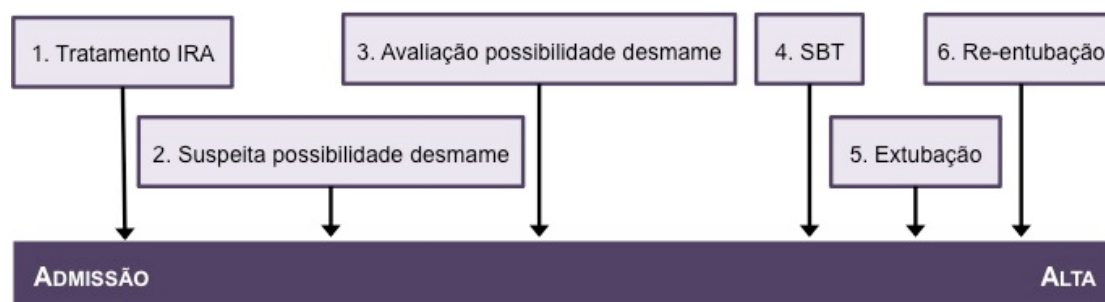 1. Tratamento IRA
3. Avaliação possibilidade desmame
4. SBT
6. Re-entubação
2. Suspeita possibilidade desmame
5. Extubação
ADMISSÃO
ALTA